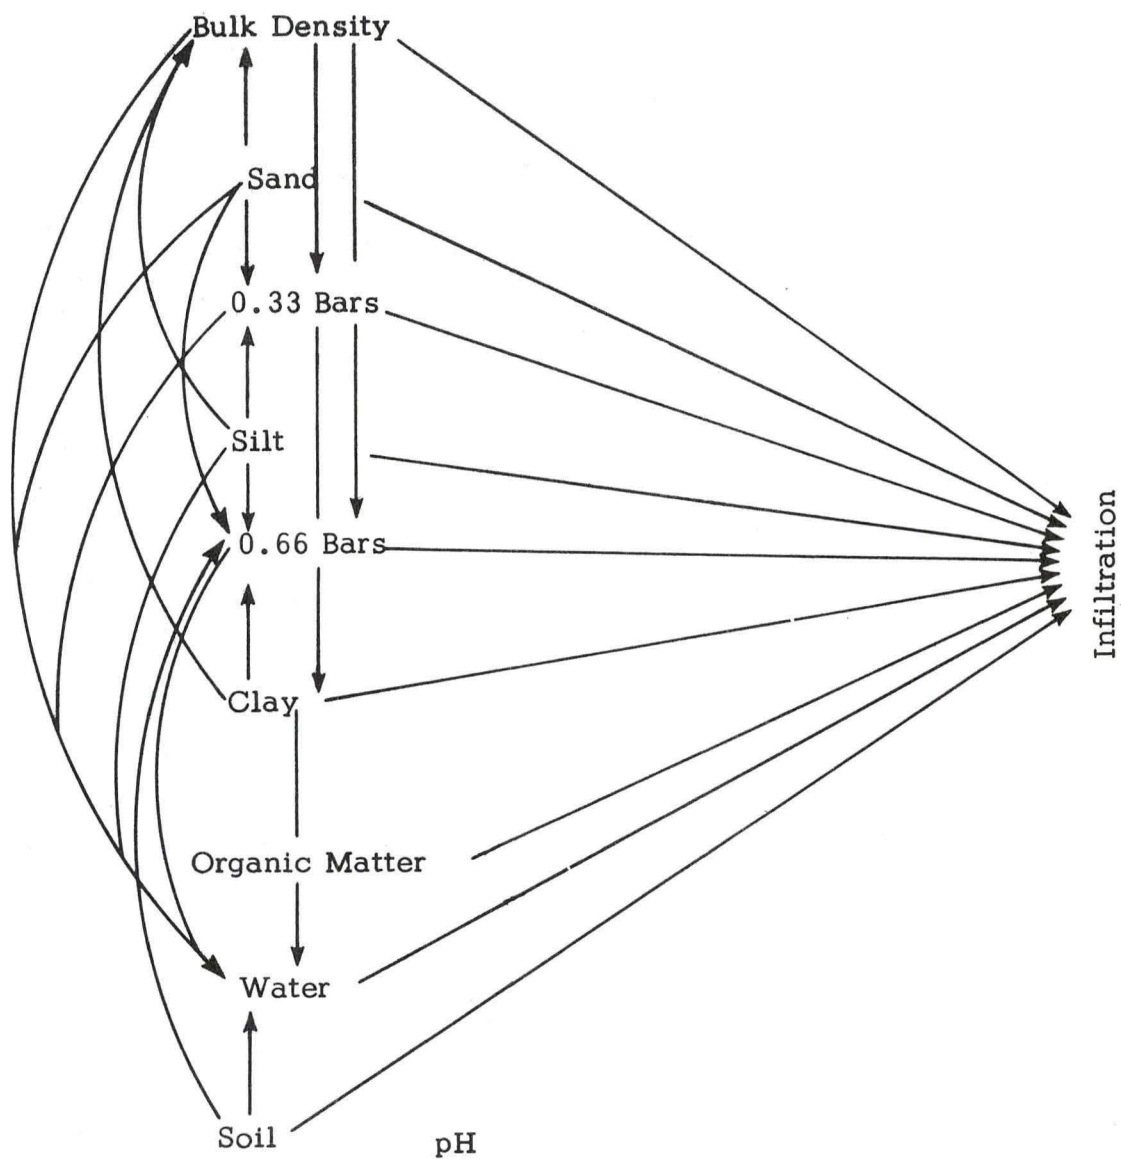 Bulk Density
Sand
0.33 Bars
Silt
0.66 Bars
Clay
Organic Matter
Water
Soil pH
Infiltration